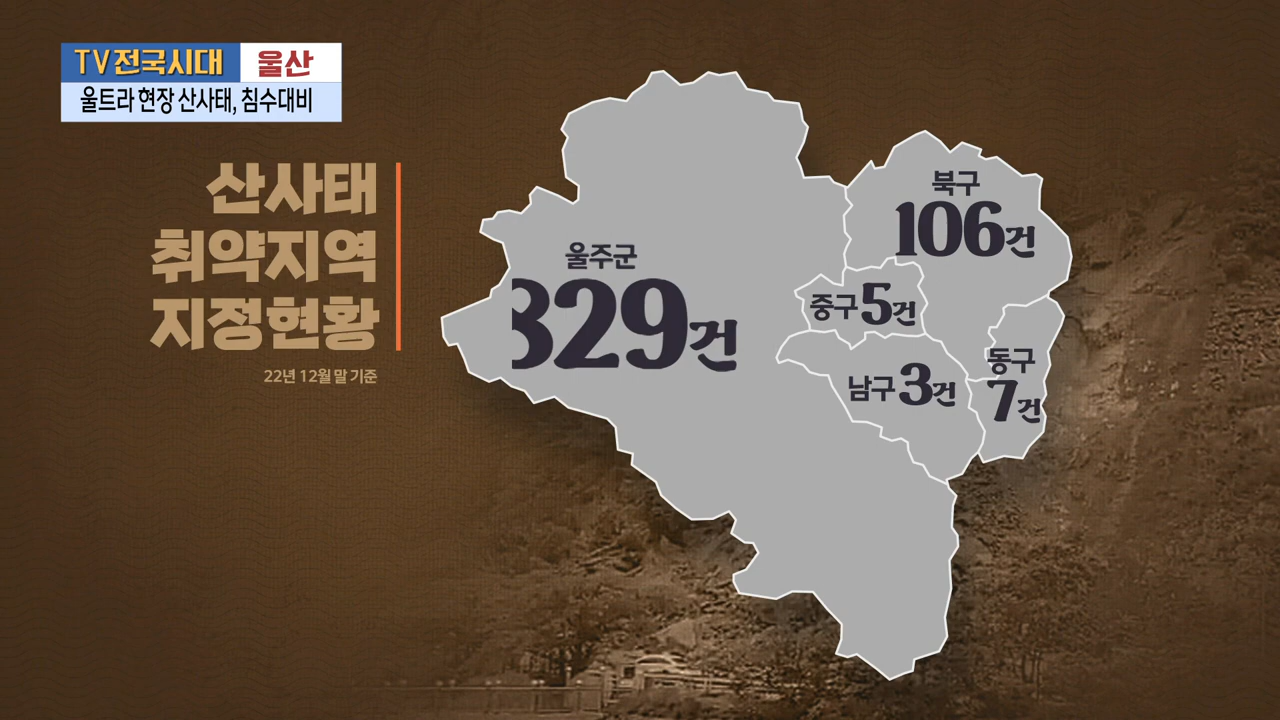 TV 전국시대 울산
울트라 현장 산사태, 침수대비
산사태
취약지역
지정현황
22년 12월 말 기준
울주군
829건
북구
106건
중구 5건
남구 3건
동구
7건